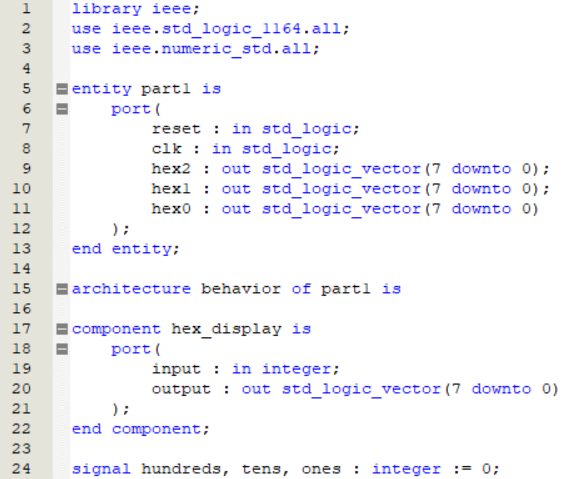 1 library ieee;
2 use ieee.std_logic_1164.all;
3 use ieee.numeric_std.all;
4
5 entity part1 is
6 port(
7 reset : in std_logic;
8 clk : in std_logic;
9 hex2 : out std_logic_vector(7 downto 0);
10 hex1 : out std_logic_vector(7 downto 0);
11 hex0 : out std_logic_vector(7 downto 0)
12 );
13 end entity;
14
15 architecture behavior of part1 is
16
17 component hex_display is
18 port(
19 input : in integer;
20 output : out std_logic_vector(7 downto 0)
21 );
22 end component;
23
24 signal hundreds, tens, ones : integer := 0;